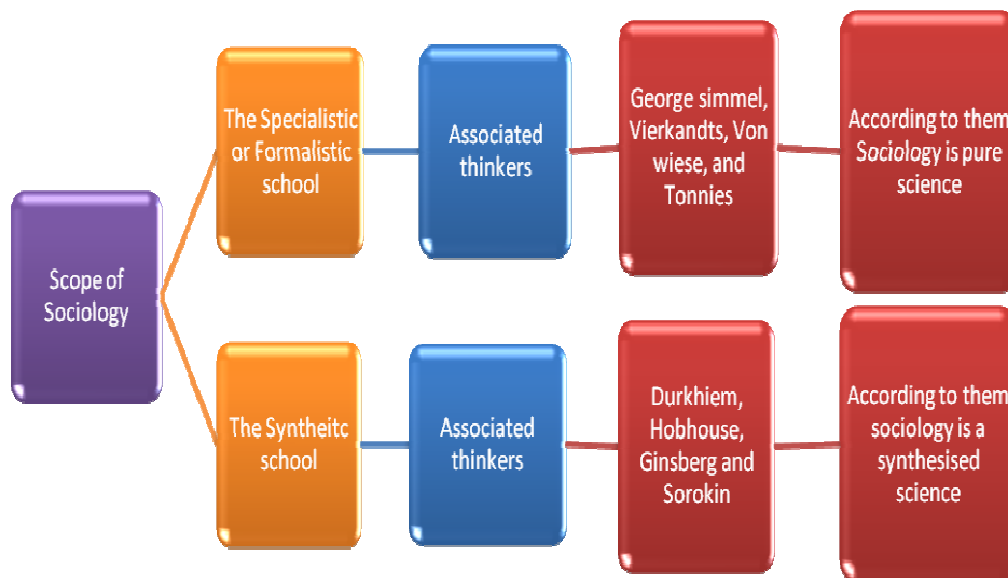 Scope of
Sociology
The Specialistic
or Formalistic
school
Associated
thinkers
George simmel,
Vierkandts, Von
wiese, and
Tonnies
According to them
Sociology is pure
science
The Syntheitc
school
Associated
thinkers
Durkhiem,
Hobhouse,
Ginsberg and
Sorokin
According to them
sociology is a
synthesised
science